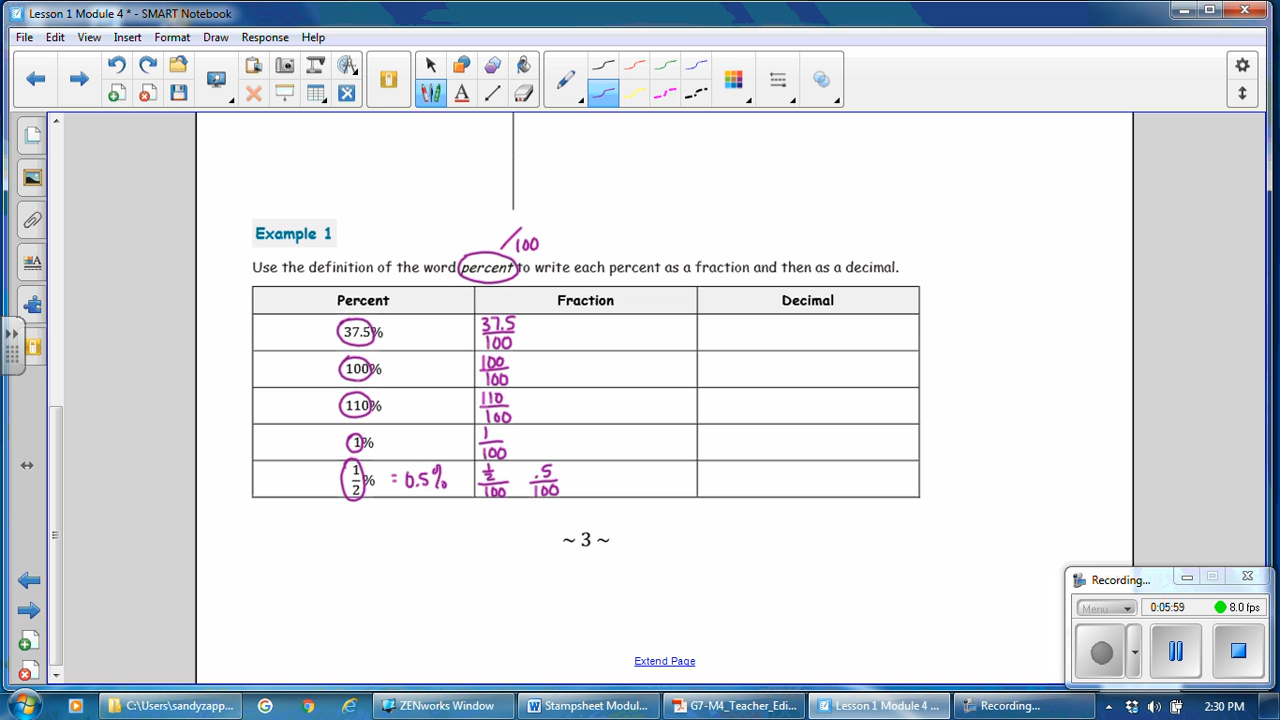 Lesson 1 Module 4 * - SMART Notebook
File Edit View Insert Format Draw Response Help
Example 1
/100
Use the definition of the word percent to write each percent as a fraction and then as a decimal.
Percent Fraction Decimal
37.5% 37.5/100
100% 100/100
110% 110/100
1% 1/100
1/2% = 0.5% 1/2/100 .5/100
~ 3 ~
Extend Page
Recording...
Menu 0:05:59 8.0 fps
C:\Users\sandyzapp... ZENworks Window Stampsheet Modul... G7-M4_Teacher_Edi... Lesson 1 Module 4 ... Recording... 2:30 PM